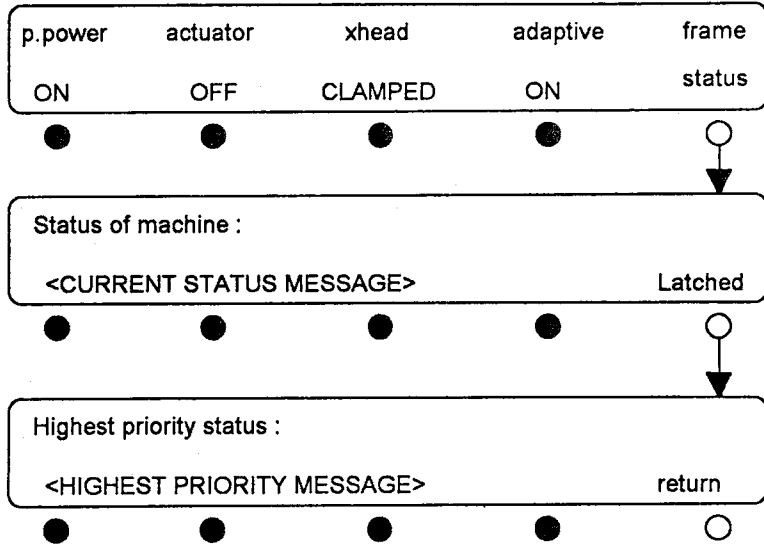 p.power actuator xhead adaptive frame
status
ON OFF CLAMPED ON
Status of machine :
<CURRENT STATUS MESSAGE> Latched
Highest priority status :
<HIGHEST PRIORITY MESSAGE> return